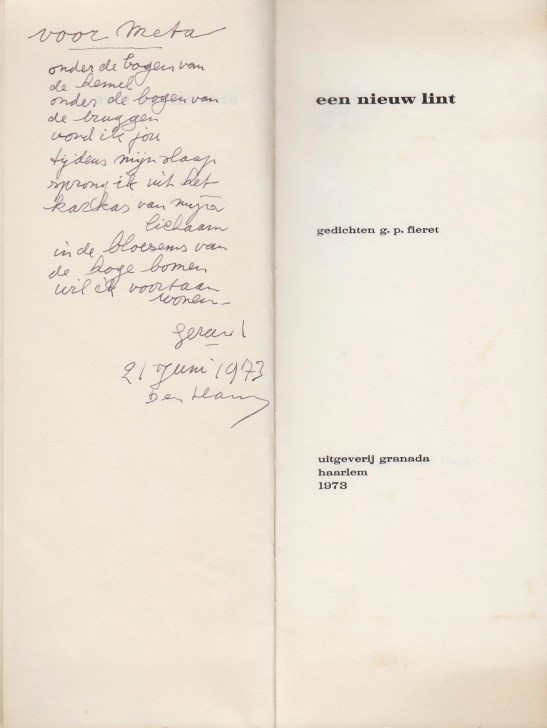 voor Meta
onder de bogen van
de hemel
onder de bogen van
de bruggen
vond ik jou
tijdens mijn slaap
sprong ik uit het
karkas van mijn
lichaam
in de bloesems van
de hoge bomen
wil ik voortaan
wonen-
gerard
21 juni 1973
Den Haag
een nieuw lint
gedichten g. p. fieret
uitgeverij granada
haarlem
1973